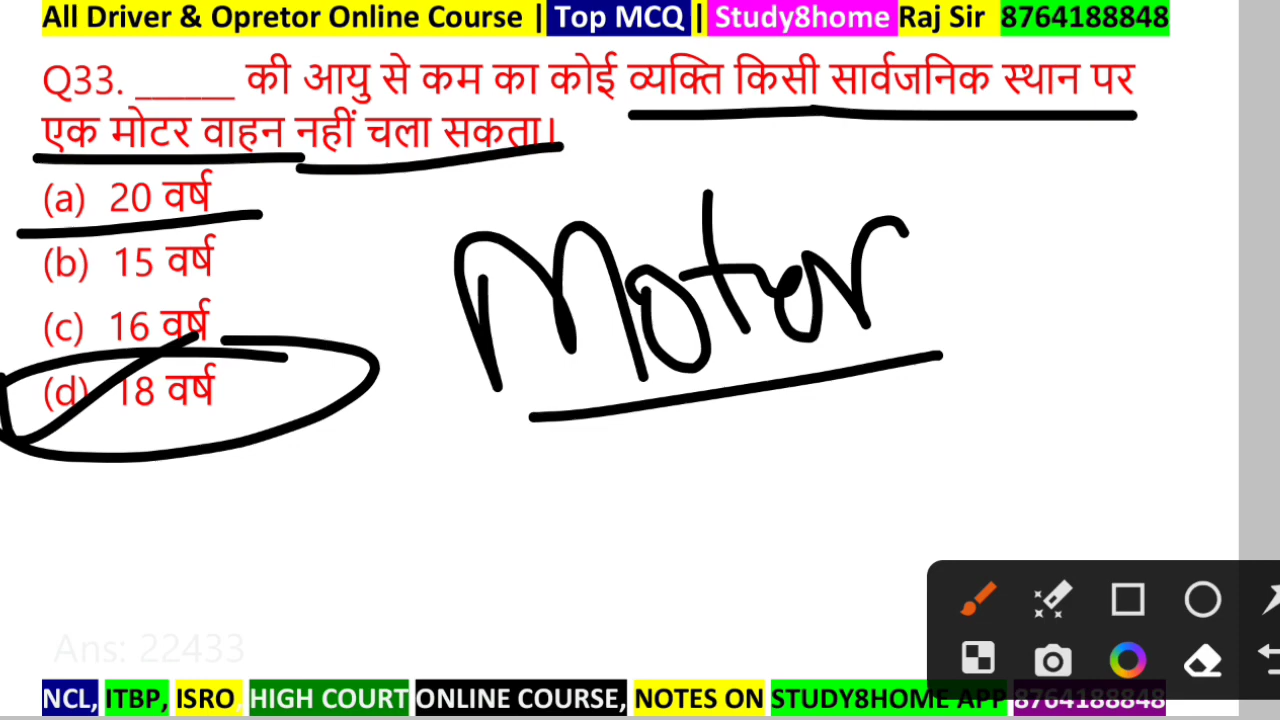 All Driver & Opretor Online Course | Top MCQ | Study8home Raj Sir 8764188848
Q33. ______ की आयु से कम का कोई व्यक्ति किसी सार्वजनिक स्थान पर
एक मोटर वाहन नहीं चला सकता।
(a) 20 वर्ष
(b) 15 वर्ष
(c) 16 वर्ष
(d) 18 वर्ष
Motor
Ans: 22433
NCL, ITBP, ISRO, HIGH COURT ONLINE COURSE, NOTES ON STUDY8HOME APP 8764188848